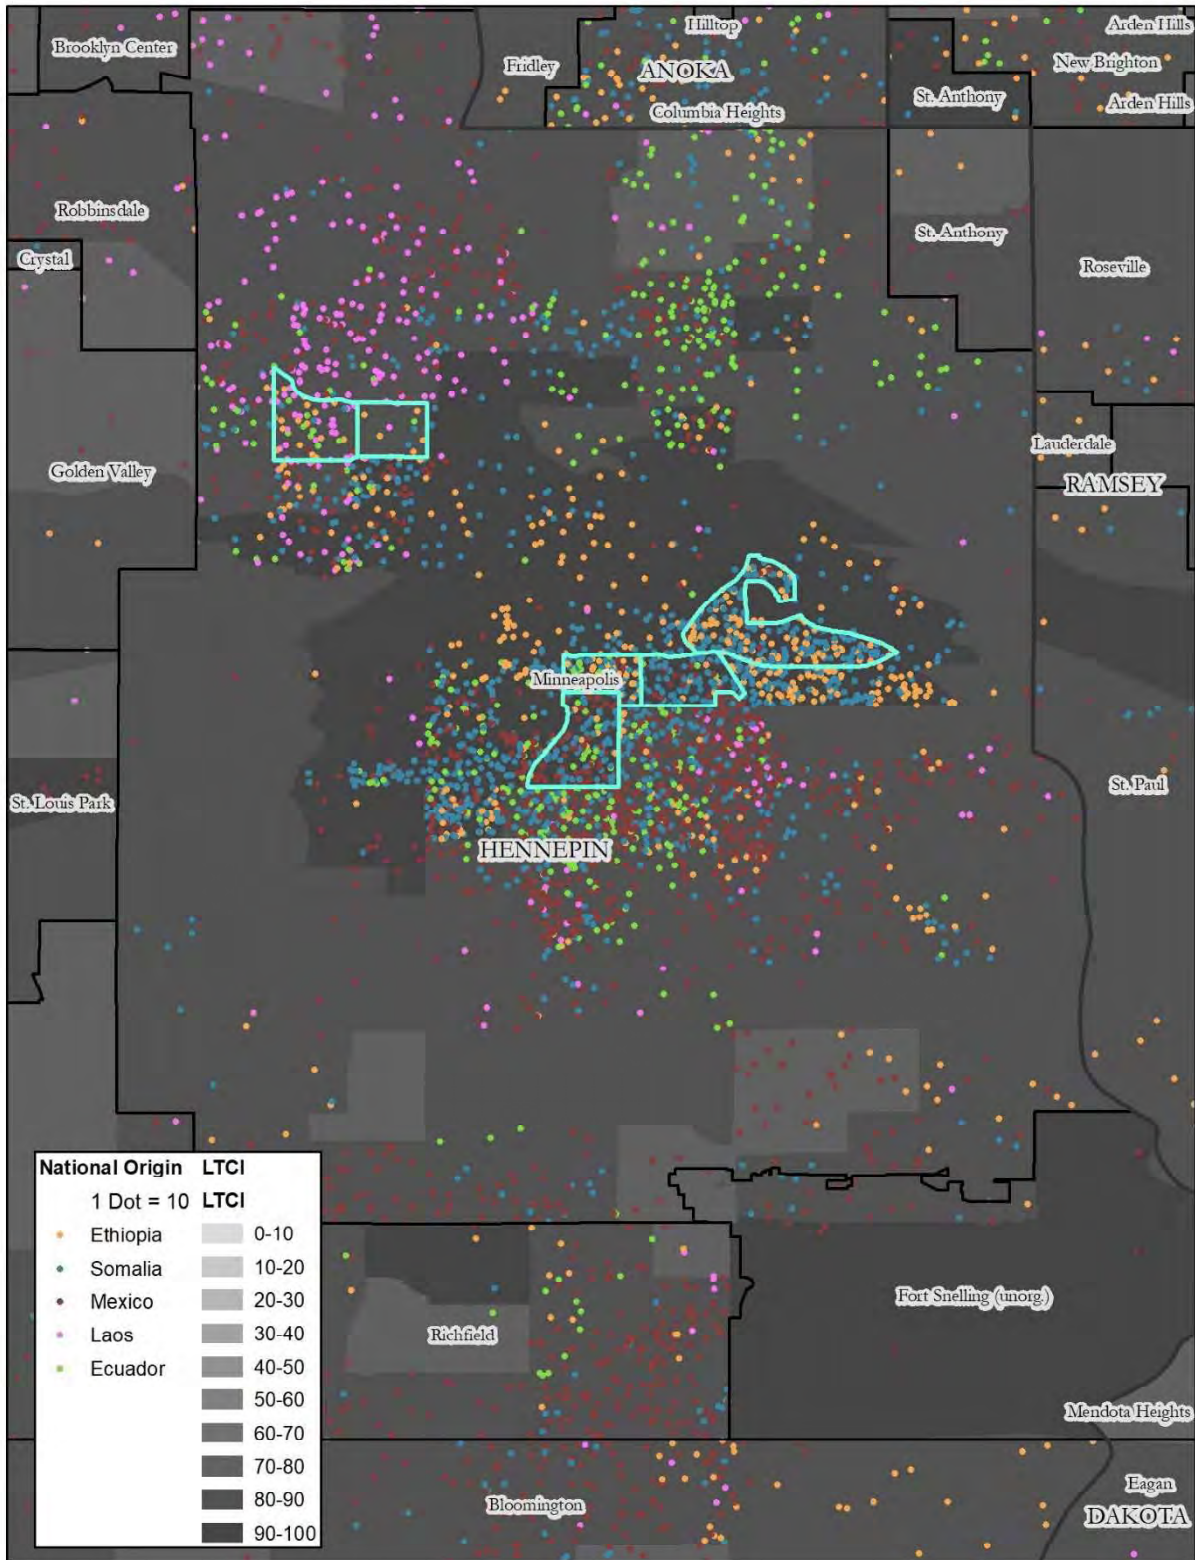 Hilltop
Arden Hills
Brooklyn Center
Fridley
ANOKA
New Brighton
St. Anthony
Arden Hills
Columbia Heights
Robbinsdale
St. Anthony
Crystal
Roseville
Lauderdale
Golden Valley
RAMSEY
Minneapolis
St. Paul
St. Louis Park
HENNEPIN
National Origin LTCI
1 Dot = 10 LTCI
Ethiopia 0-10
Somalia 10-20
Mexico 20-30
Laos 30-40
Ecuador 40-50
50-60
60-70
70-80
80-90
90-100
Fort Snelling (unorg.)
Richfield
Mendota Heights
Eagan
Bloomington
DAKOTA